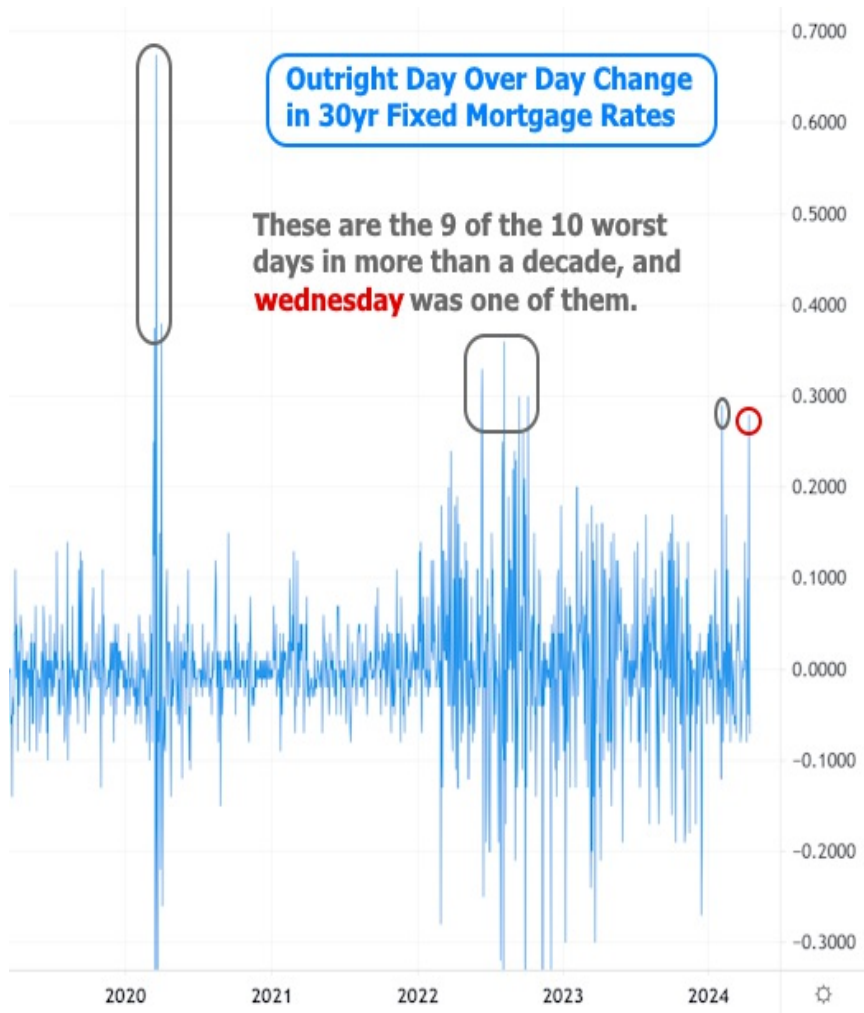 0.7000
Outright Day Over Day Change
in 30yr Fixed Mortgage Rates
0.6000
0.5000
These are the 9 of the 10 worst
days in more than a decade, and
wednesday was one of them.
0.4000
0.3000
0.2000
0.1000
0.0000
−0.1000
−0.2000
−0.3000
2020 2021 2022 2023 2024